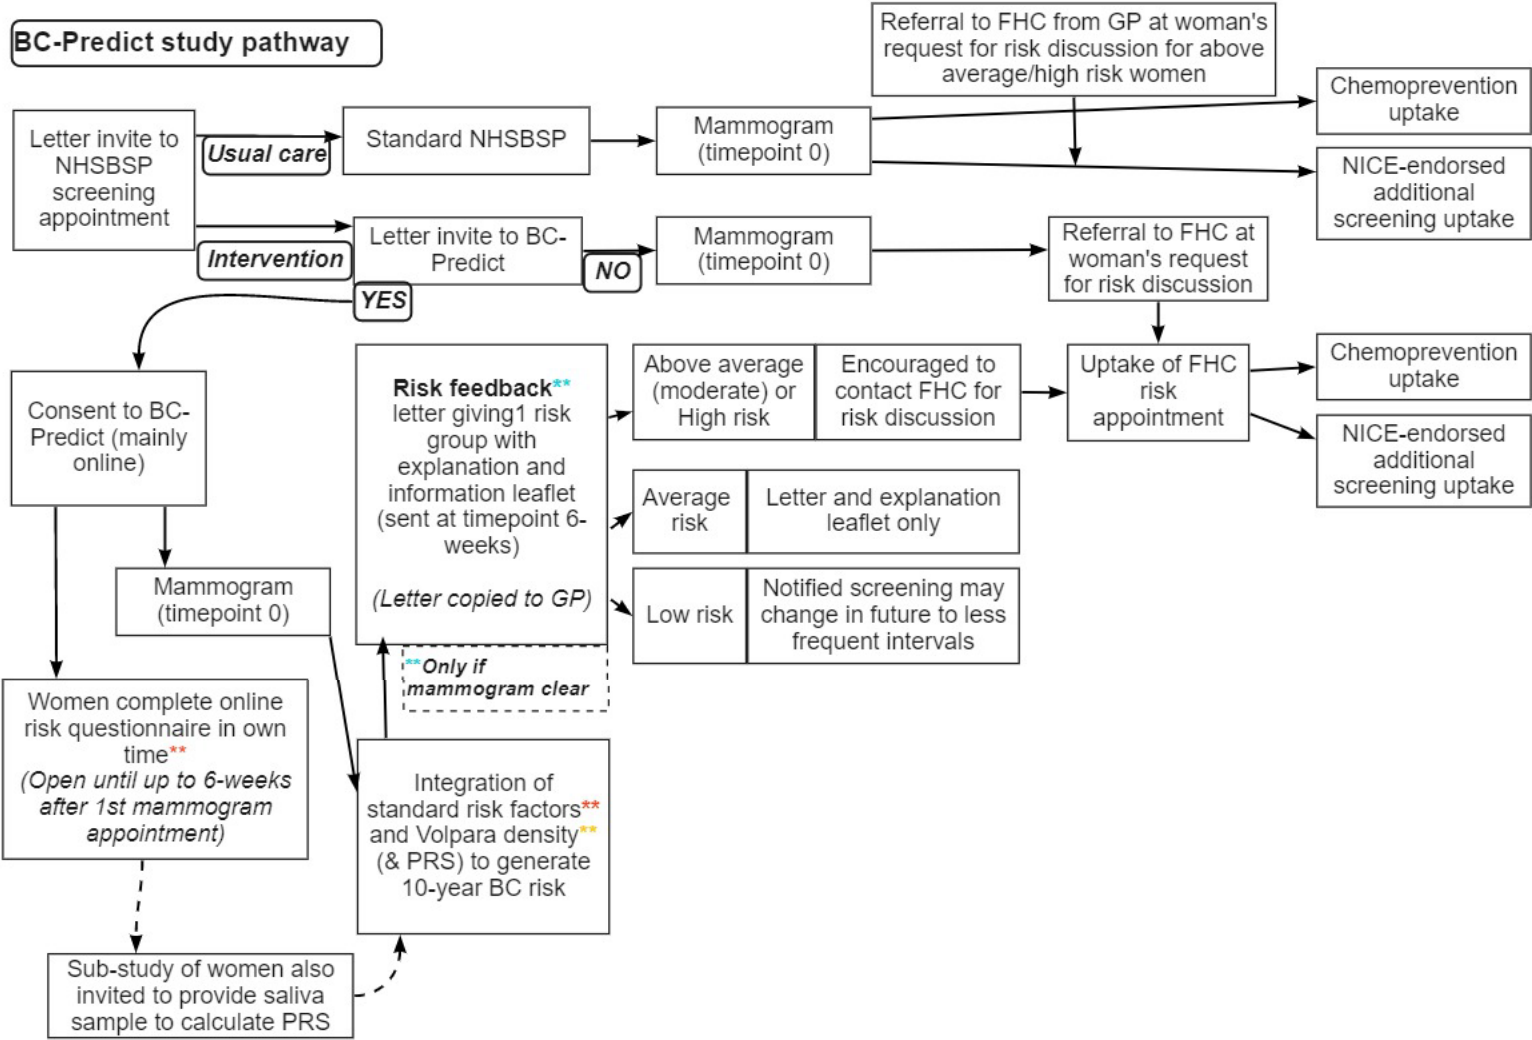 BC-Predict study pathway
Referral to FHC from GP at woman's
request for risk discussion for above
average/high risk women
Letter invite to
NHSBSP
screening
appointment
Usual care
Standard NHSBSP
Mammogram
(timepoint 0)
Chemoprevention
uptake
NICE-endorsed
additional
screening uptake
Intervention
Letter invite to BC-
Predict
NO
YES
Mammogram
(timepoint 0)
Referral to FHC at
woman's request
for risk discussion
Consent to BC-
Predict (mainly
online)
Risk feedback**
letter giving1 risk
group with
explanation and
information leaflet
(sent at timepoint 6-
weeks)
(Letter copied to GP)
**Only if
mammogram clear
Above average
(moderate) or
High risk
Encouraged to
contact FHC for
risk discussion
Uptake of FHC
risk
appointment
Chemoprevention
uptake
NICE-endorsed
additional
screening uptake
Average
risk
Letter and explanation
leaflet only
Low risk
Notified screening may
change in future to less
frequent intervals
Mammogram
(timepoint 0)
Women complete online
risk questionnaire in own
time**
(Open until up to 6-weeks
after 1st mammogram
appointment)
Integration of
standard risk factors**
and Volpara density**
(& PRS) to generate
10-year BC risk
Sub-study of women also
invited to provide saliva
sample to calculate PRS